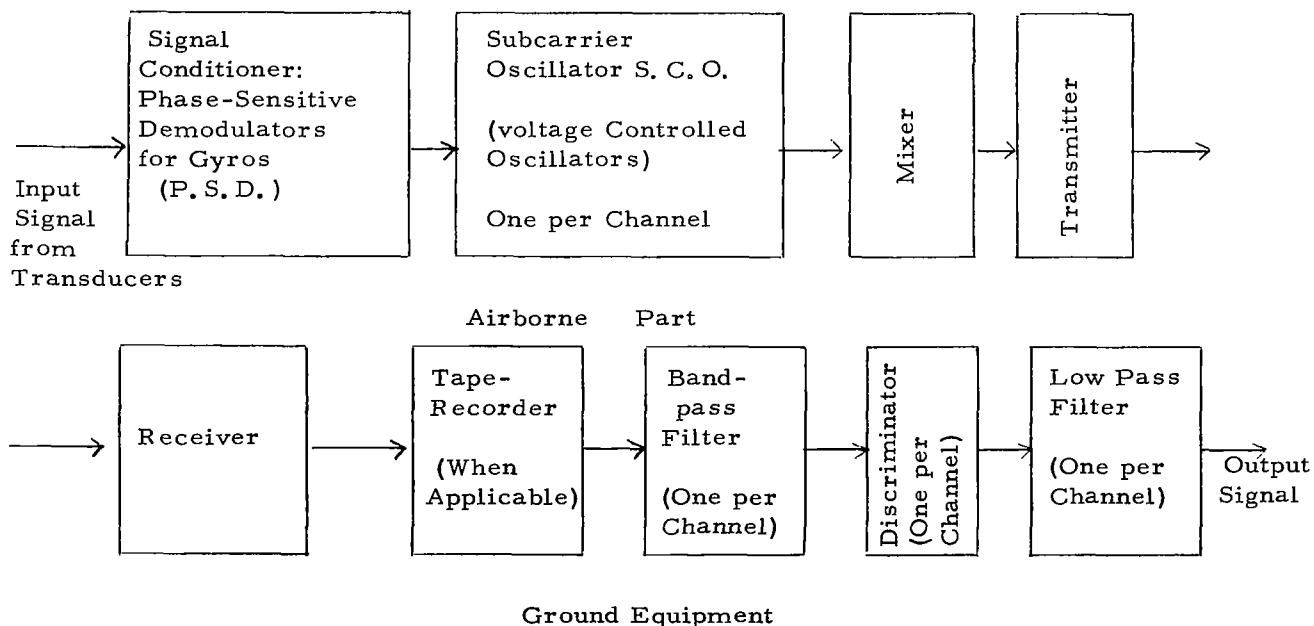 Input
Signal
from
Transducers
Signal
Conditioner:
Phase-Sensitive
Demodulators
for Gyros
(P. S. D. )
Subcarrier
Oscillator S. C. O.
(voltage Controlled
Oscillators)
One per Channel
Mixer
Transmitter
Airborne Part
Receiver
Tape-
Recorder
(When
Applicable)
Band-
pass
Filter
(One per
Channel)
Discriminator
(One per
Channel)
Low Pass
Filter
(One per
Channel)
Output
Signal
Ground Equipment